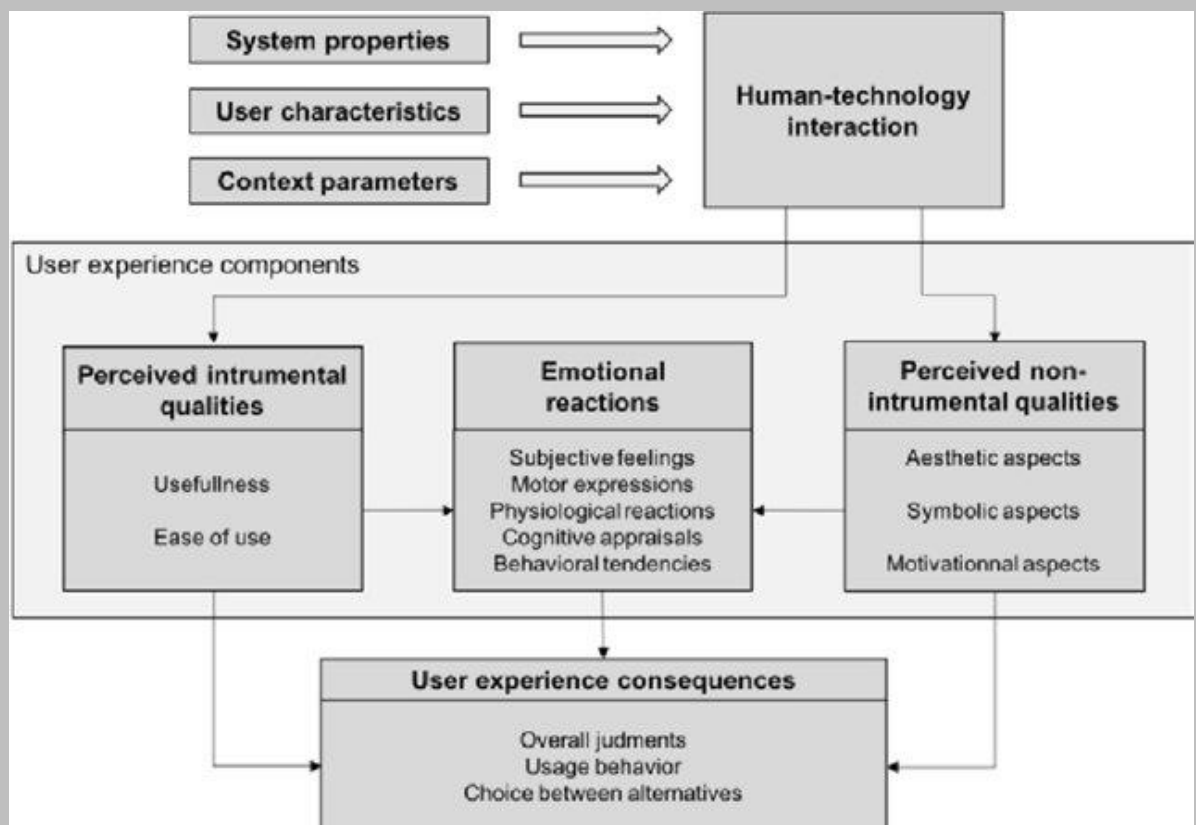 System properties
User characteristics
Context parameters
Human-technology
interaction
User experience components
Perceived intrumental
qualities
Usefullness
Ease of use
Emotional
reactions
Subjective feelings
Motor expressions
Physiological reactions
Cognitive appraisals
Behavioral tendencies
Perceived non-
intrumental qualities
Aesthetic aspects
Symbolic aspects
Motivationnal aspects
User experience consequences
Overall judments
Usage behavior
Choice between alternatives